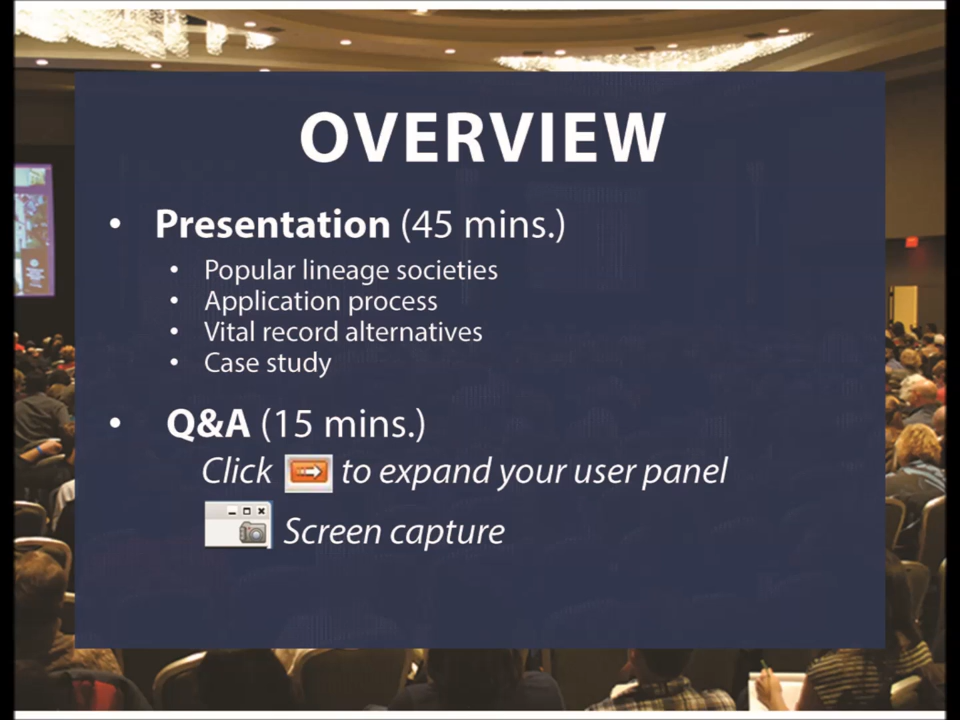 OVERVIEW
• Presentation (45 mins.)
• Popular lineage societies
• Application process
• Vital record alternatives
• Case study
• Q&A (15 mins.)
Click to expand your user panel
Screen capture